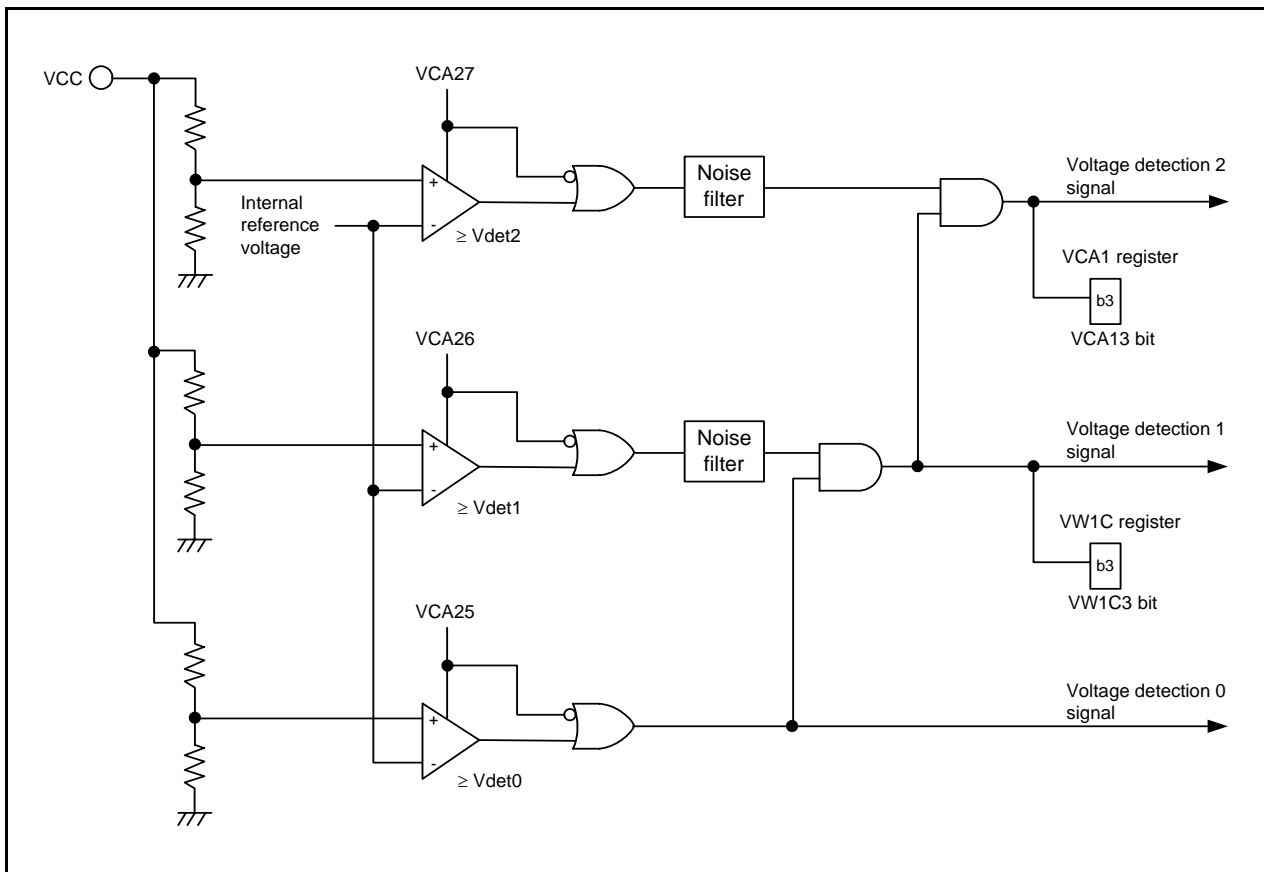 VCC
VCA27
+
-
≥ Vdet2
Internal
reference
voltage
Noise
filter
Voltage detection 2
signal
VCA1 register
b3
VCA13 bit
VCA26
+
-
≥ Vdet1
Noise
filter
Voltage detection 1
signal
VW1C register
b3
VW1C3 bit
VCA25
+
-
≥ Vdet0
Voltage detection 0
signal